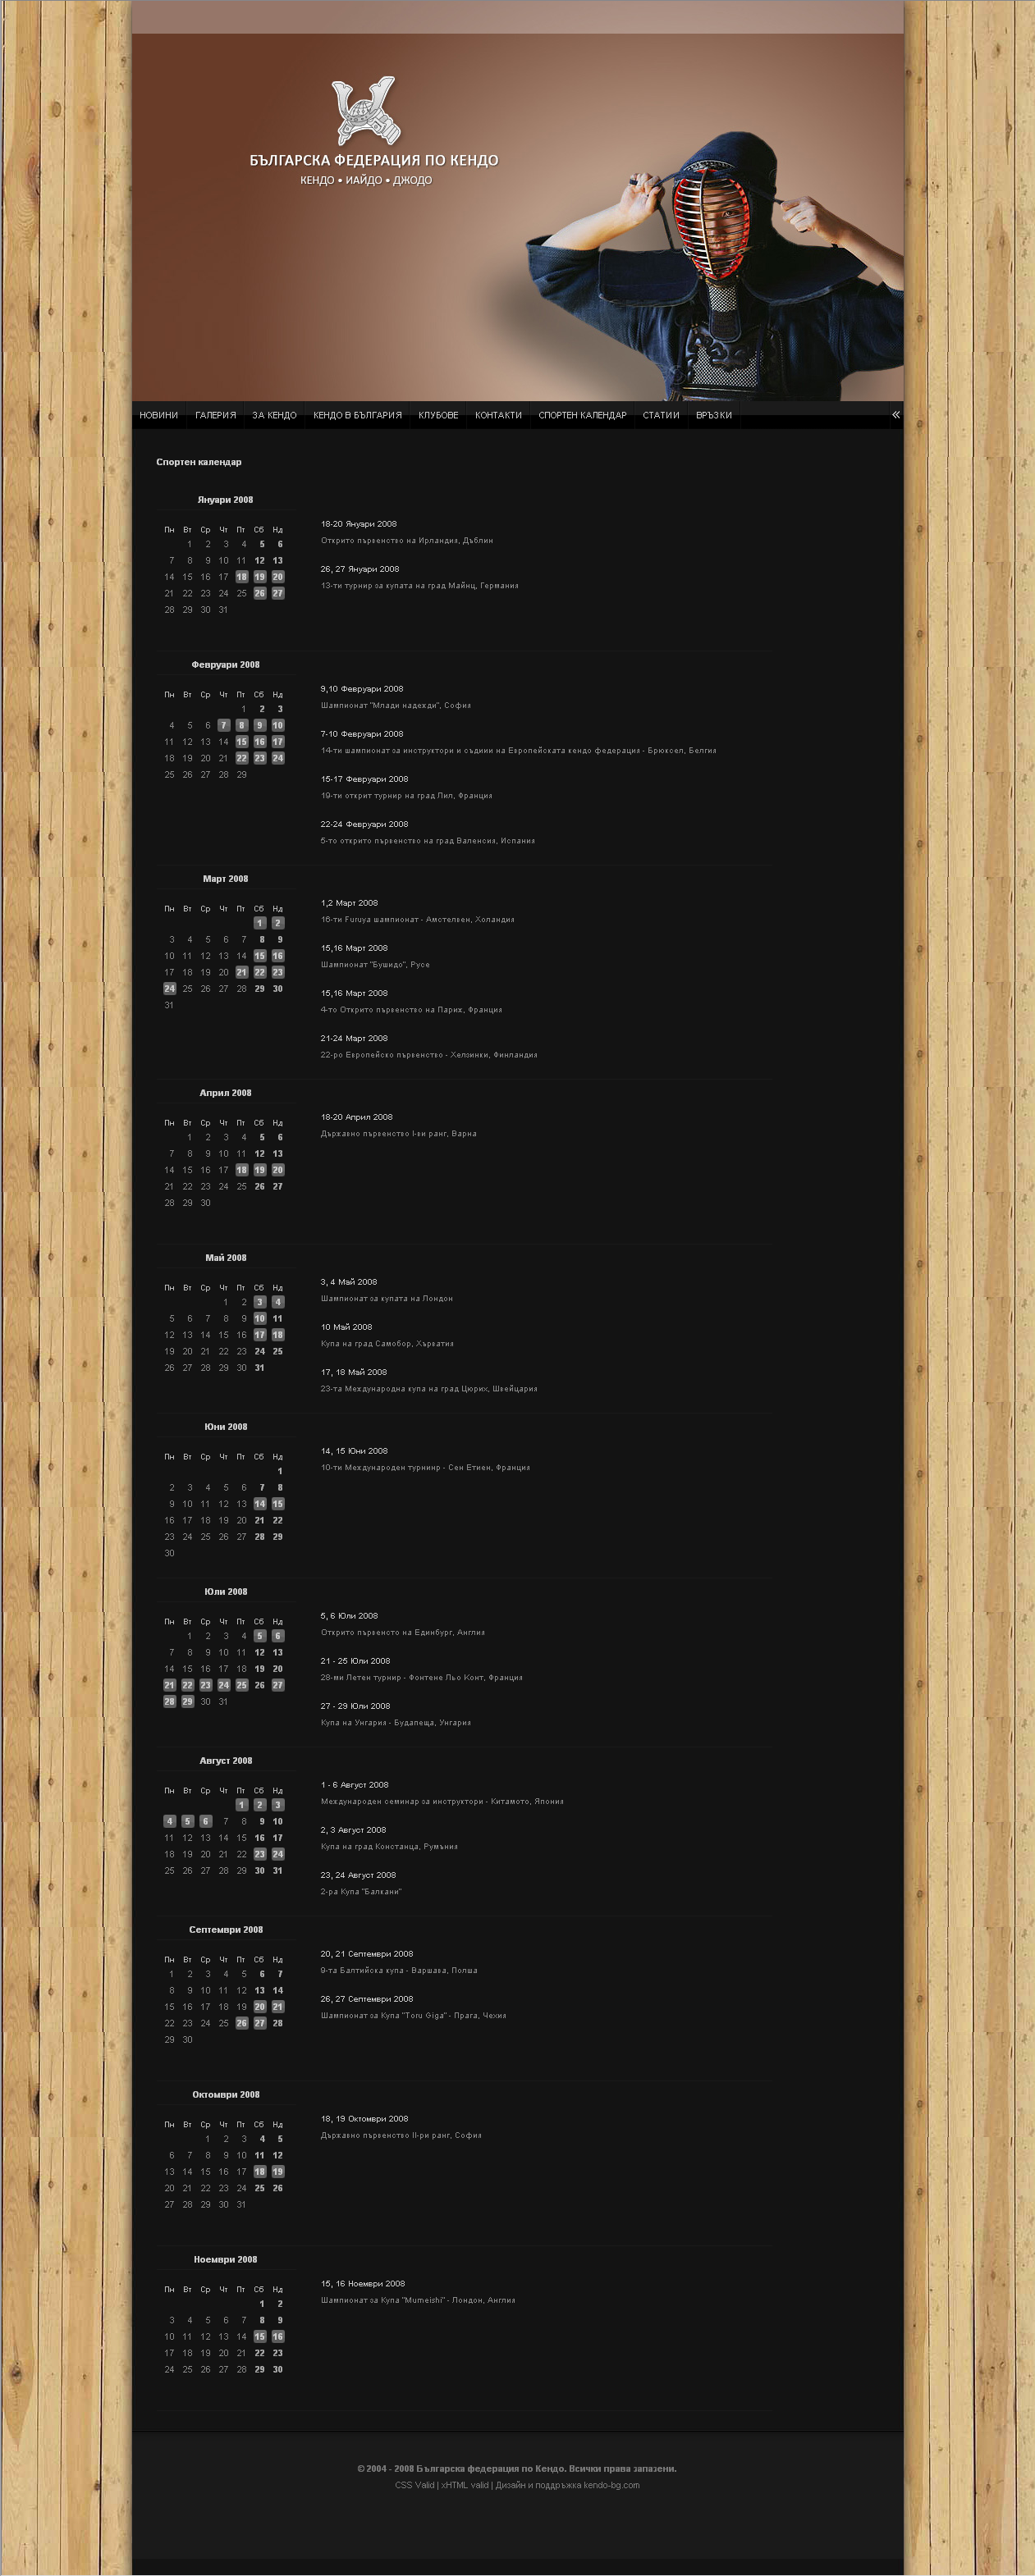 БЪЛГАРСКА ФЕДЕРАЦИЯ ПО КЕНДО
КЕНДО • ИАЙДО • ДЖОДО
НОВИНИ ГАЛЕРИЯ ЗА КЕНДО КЕНДО В БЪЛГАРИЯ КЛУБОВЕ КОНТАКТИ СПОРТЕН КАЛЕНДАР СТАТИИ ВРЪЗКИ «
Спортен календар
Януари 2008
Пн Вт Ср Чт Пт Сб Нд
1 2 3 4 5 6
7 8 9 10 11 12 13
14 15 16 17 18 19 20
21 22 23 24 25 26 27
28 29 30 31
18-20 Януари 2008
Открито първенство на Ирландия, Дъблин
26, 27 Януари 2008
13-ти турнир за купата на град Майнц, Германия
Февруари 2008
Пн Вт Ср Чт Пт Сб Нд
1 2 3
4 5 6 7 8 9 10
11 12 13 14 15 16 17
18 19 20 21 22 23 24
25 26 27 28 29
9,10 Февруари 2008
Шампионат "Млади надежди", София
7-10 Февруари 2008
14-ти шампионат за инструктори и съдиии на Европейската кендо федерация - Брюксел, Белгия
15-17 Февруари 2008
19-ти открит турнир на град Лил, Франция
22-24 Февруари 2008
5-то открито първенство на град Валенсия, Испания
Март 2008
Пн Вт Ср Чт Пт Сб Нд
1 2
3 4 5 6 7 8 9
10 11 12 13 14 15 16
17 18 19 20 21 22 23
24 25 26 27 28 29 30
31
1,2 Март 2008
16-ти Furuya шампионат - Амстелвен, Холандия
15,16 Март 2008
Шампионат "Бушидо", Русе
15,16 Март 2008
4-то Открито първенство на Париж, Франция
21-24 Март 2008
22-ро Европейско първенство - Хелзинки, Финландия
Април 2008
Пн Вт Ср Чт Пт Сб Нд
1 2 3 4 5 6
7 8 9 10 11 12 13
14 15 16 17 18 19 20
21 22 23 24 25 26 27
28 29 30
18-20 Април 2008
Държавно първенство I-ви ранг, Варна
Май 2008
Пн Вт Ср Чт Пт Сб Нд
1 2 3 4
5 6 7 8 9 10 11
12 13 14 15 16 17 18
19 20 21 22 23 24 25
26 27 28 29 30 31
3, 4 Май 2008
Шампионат за купата на Лондон
10 Май 2008
Купа на град Самобор, Хърватия
17, 18 Май 2008
23-та Международна купа на град Цюрих, Швейцария
Юни 2008
Пн Вт Ср Чт Пт Сб Нд
1
2 3 4 5 6 7 8
9 10 11 12 13 14 15
16 17 18 19 20 21 22
23 24 25 26 27 28 29
30
14, 15 Юни 2008
10-ти Международен турнинр - Сен Етиен, Франция
Юли 2008
Пн Вт Ср Чт Пт Сб Нд
1 2 3 4 5 6
7 8 9 10 11 12 13
14 15 16 17 18 19 20
21 22 23 24 25 26 27
28 29 30 31
5, 6 Юли 2008
Открито първенсто на Единбург, Англия
21 - 25 Юли 2008
28-ми Летен турнир - Фонтене Льо Конт, Франция
27 - 29 Юли 2008
Купа на Унгария - Будапеща, Унгария
Август 2008
Пн Вт Ср Чт Пт Сб Нд
1 2 3
4 5 6 7 8 9 10
11 12 13 14 15 16 17
18 19 20 21 22 23 24
25 26 27 28 29 30 31
1 - 6 Август 2008
Международен семинар за инструктори - Китамото, Япония
2, 3 Август 2008
Купа на град Констанца, Румъния
23, 24 Август 2008
2-ра Купа "Балкани"
Септември 2008
Пн Вт Ср Чт Пт Сб Нд
1 2 3 4 5 6 7
8 9 10 11 12 13 14
15 16 17 18 19 20 21
22 23 24 25 26 27 28
29 30
20, 21 Септември 2008
9-та Балтийска купа - Варшава, Полша
26, 27 Септември 2008
Шампионат за Купа "Toru Giga" - Прага, Чехия
Октомври 2008
Пн Вт Ср Чт Пт Сб Нд
1 2 3 4 5
6 7 8 9 10 11 12
13 14 15 16 17 18 19
20 21 22 23 24 25 26
27 28 29 30 31
18, 19 Октомври 2008
Държавно първенство II-ри ранг, София
Ноември 2008
Пн Вт Ср Чт Пт Сб Нд
1 2
3 4 5 6 7 8 9
10 11 12 13 14 15 16
17 18 19 20 21 22 23
24 25 26 27 28 29 30
15, 16 Ноември 2008
Шампионат за Купа "Mumeishi" - Лондон, Англия
© 2004 - 2008 Българска федерация по Кендо. Всички права запазени.
CSS Valid | xHTML valid | Дизайн и поддръжка kendo-bg.com